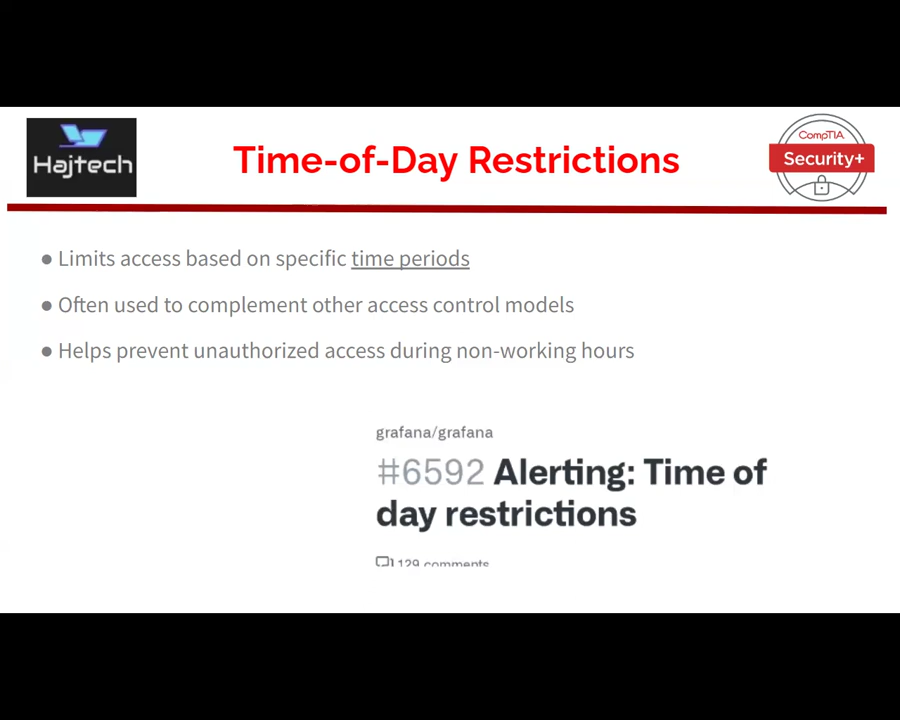 Hajtech
Time-of-Day Restrictions
CompTIA
Security+
● Limits access based on specific time periods
● Often used to complement other access control models
● Helps prevent unauthorized access during non-working hours
grafana/grafana
#6592 Alerting: Time of
day restrictions
129 comments